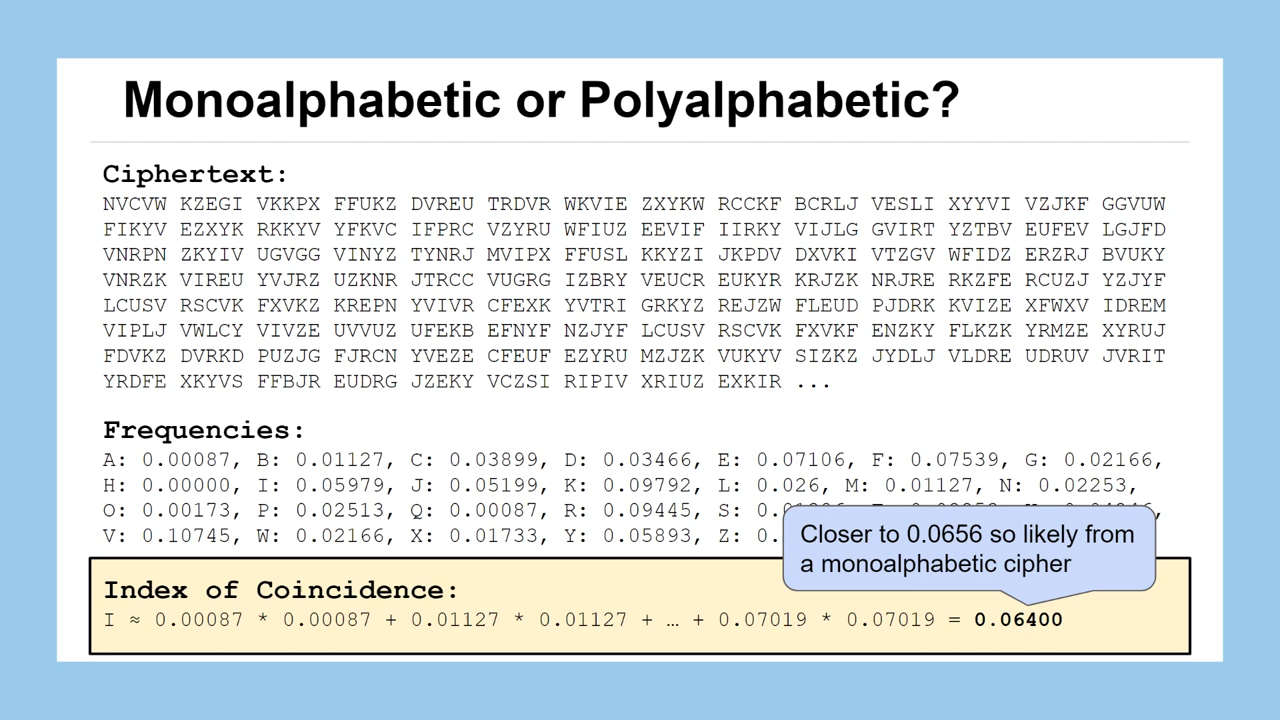 Monoalphabetic or Polyalphabetic?
Ciphertext:
NVCVW KZEGI VKKPX FFUKZ DVREU TRDVR WKVIE ZXYKW RCCKF BCRLJ VESLI XYYVI VZJKF GGVUW
FIKYV EZXYK RKKYV YFKVC IFPRC VZYRU WFIUZ EEVIF IIRKY VIJLG GVIRT YZTBV EUFEV LGJFD
VNRPN ZKYIV UGVGG VINYZ TYNRJ MVIPX FFUSL KKYZI JKPDV DXVKI VTZGV WFIDZ ERZRJ BVUKY
VNRZK VIREU YVJRZ UZKNR JTRCC VUGRG IZBRY VEUCR EUKYR KRJZK NRJRE RKZFE RCUZJ YZJYF
LCUSV RSCVK FXVKZ KREPN YVIVR CFEXK YVTRI GRKYZ REJZW FLEUD PJDRK KVIZE XFWXV IDREM
VIPLJ VWLCY VIVZE UVVUZ UFEKB EFNYF NZJYF LCUSV RSCVK FXVKF ENZKY FLKZK YRMZE XYRUJ
FDVKZ DVRKD PUZJG FJRCN YVEZE CFEUF EZYRU MZJZK VUKYV SIZKZ JYDLJ VLDRE UDRUV JVRIT
YRDFE XKYVS FFBJR EUDRG JZEKY VCZSI RIPIV XRIUZ EXKIR ...
Frequencies:
A: 0.00087, B: 0.01127, C: 0.03899, D: 0.03466, E: 0.07106, F: 0.07539, G: 0.02166,
H: 0.00000, I: 0.05979, J: 0.05199, K: 0.09792, L: 0.026, M: 0.01127, N: 0.02253,
O: 0.00173, P: 0.02513, Q: 0.00087, R: 0.09445, S:
V: 0.10745, W: 0.02166, X: 0.01733, Y: 0.05893, Z: 0.
Closer to 0.0656 so likely from
a monoalphabetic cipher
Index of Coincidence:
I ≈ 0.00087 * 0.00087 + 0.01127 * 0.01127 + … + 0.07019 * 0.07019 = 0.06400